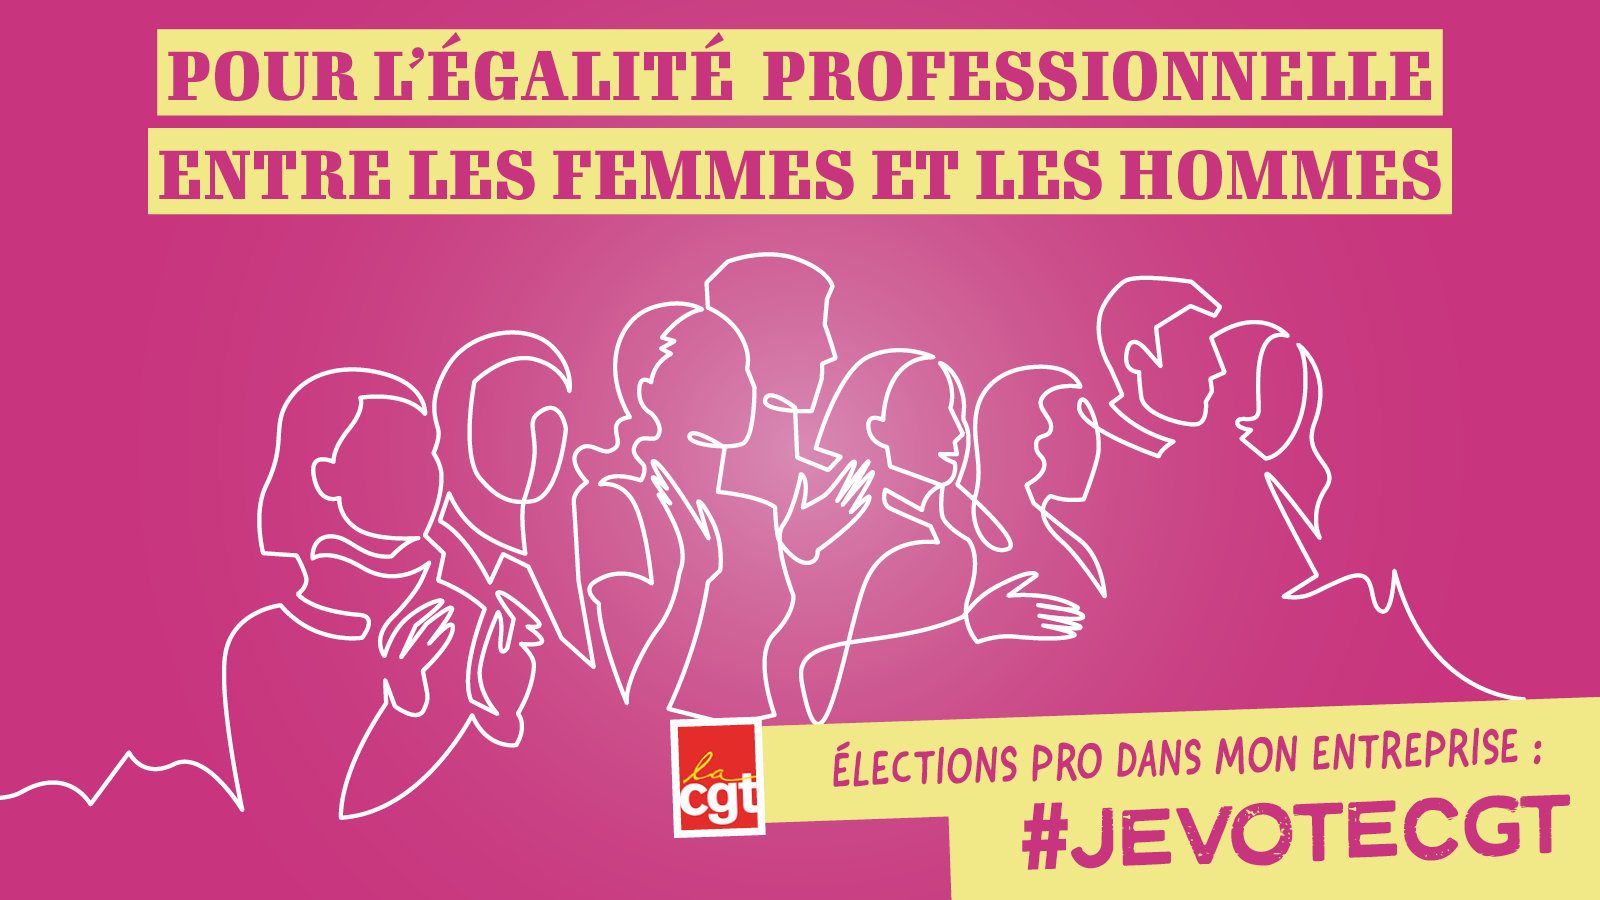 POUR L’ÉGALITÉ PROFESSIONNELLE
ENTRE LES FEMMES ET LES HOMMES
la
cgt
ÉLECTIONS PRO DANS MON ENTREPRISE :
#JEVOTECGT